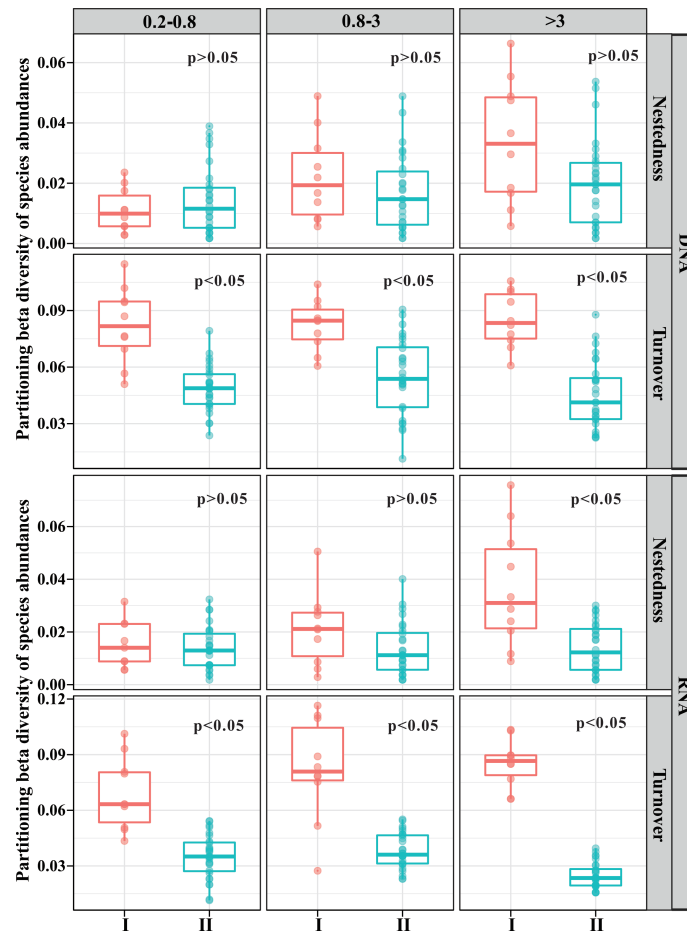 0.2-0.8 0.8-3 >3
Partitioning beta diversity of species abundances
0.06
0.04
0.02
0.00
p>0.05 p>0.05 p>0.05
Nestedness
DNA
0.09
0.06
0.03
p<0.05 p<0.05 p<0.05
Turnover
Partitioning beta diversity of species abundances
0.06
0.04
0.02
0.00
p>0.05 p>0.05 p<0.05
Nestedness
RNA
0.12
0.09
0.06
0.03
p<0.05 p<0.05 p<0.05
Turnover
I II I II I II